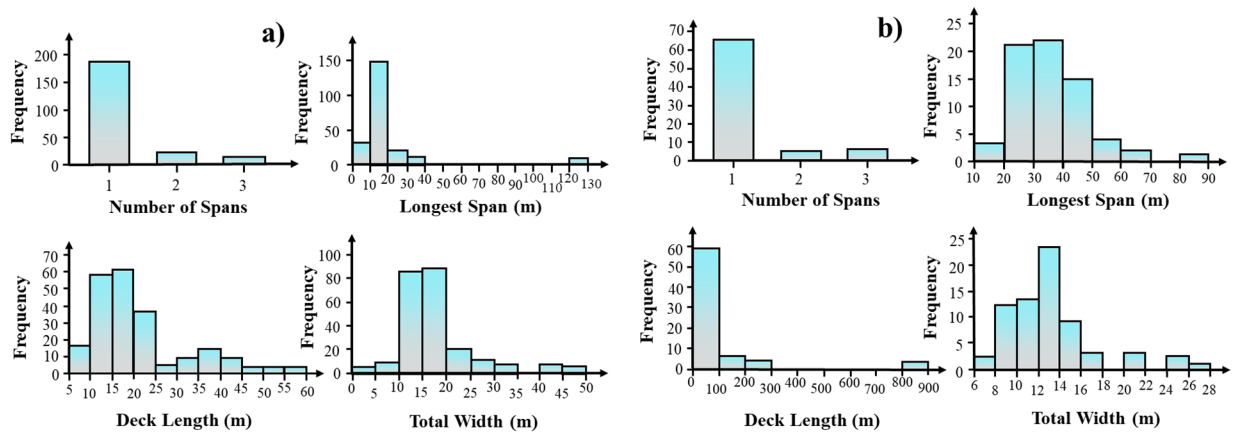 a)
Frequency
200
150
100
50
0
1 2 3
Number of Spans
Frequency
150
100
50
0
0 10 20 30 40 50 60 70 80 90 100 110 120 130
Longest Span (m)
b)
Frequency
70
60
50
40
30
20
10
0
1 2 3
Number of Spans
Frequency
25
20
15
10
5
0
10 20 30 40 50 60 70 80 90
Longest Span (m)
Frequency
70
60
50
40
30
20
10
0
5 10 15 20 25 30 35 40 45 50 55 60
Deck Length (m)
Frequency
100
80
60
40
20
0
0 5 10 15 20 25 30 35 40 45 50
Total Width (m)
Frequency
60
50
40
30
20
10
0
0 100 200 300 400 500 600 700 800 900
Deck Length (m)
Frequency
25
20
15
10
5
0
6 8 10 12 14 16 18 20 22 24 26 28
Total Width (m)